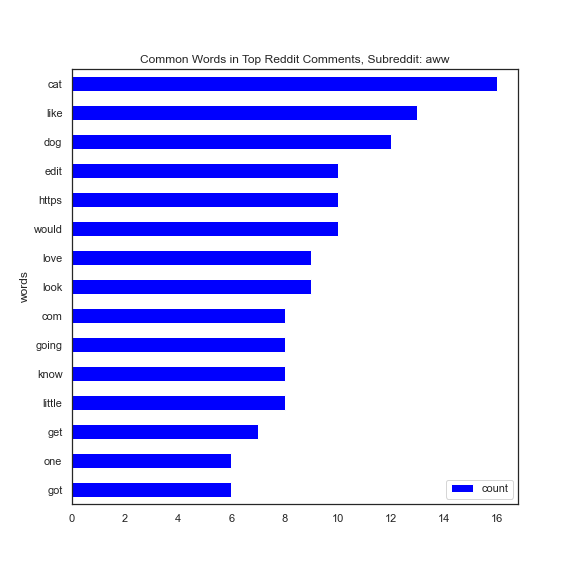 Common Words in Top Reddit Comments, Subreddit: aww
cat
like
dog
edit
https
would
love
look
words
com
going
know
little
get
one
got
count
0 2 4 6 8 10 12 14 16